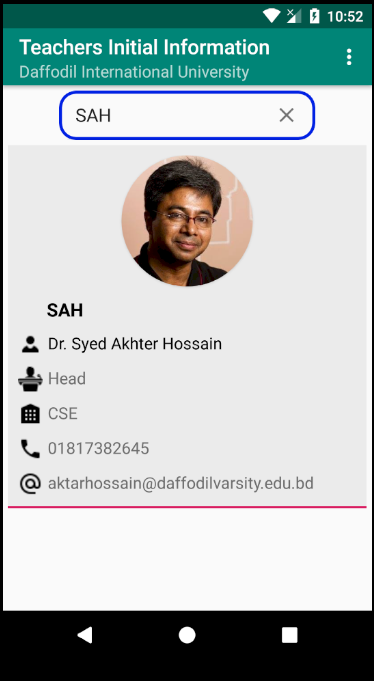 10:52
Teachers Initial Information
Daffodil International University
SAH
SAH
Dr. Syed Akhter Hossain
Head
CSE
01817382645
aktarhossain@daffodilvarsity.edu.bd